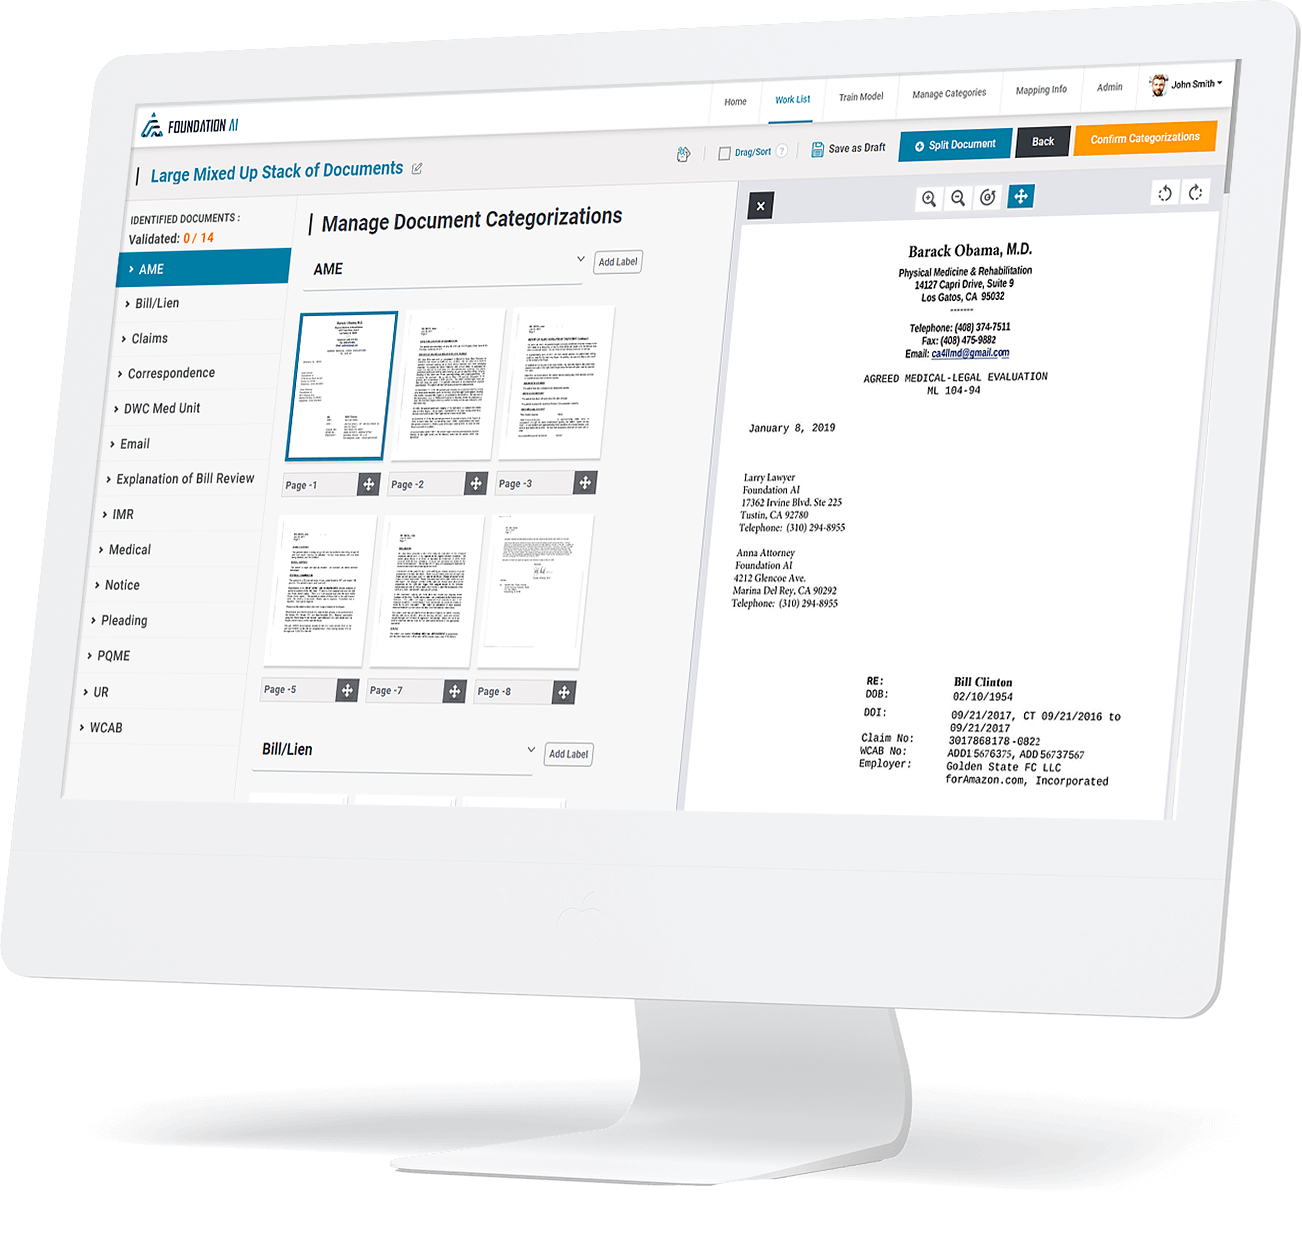 FOUNDATION AI
Home
Work List
Train Model
Manage Categories
Mapping Info
Admin
John Smith
Large Mixed Up Stack of Documents
Drag/Sort
?
Save as Draft
Split Document
Back
Confirm Categorizations
IDENTIFIED DOCUMENTS :
Validated: 0 / 14
AME
Bill/Lien
Claims
Correspondence
DWC Med Unit
Email
Explanation of Bill Review
IMR
Medical
Notice
Pleading
PQME
UR
WCAB
Manage Document Categorizations
AME
Add Label
Page -1
Page -2
Page -3
Page -5
Page -7
Page -8
Bill/Lien
Add Label
Barack Obama, M.D.
Physical Medicine & Rehabilitation
14127 Capri Drive, Suite 9
Los Gatos, CA 95032
-------
Telephone: (408) 374-7511
Fax: (408) 475-9882
Email: ca4llmd@gmail.com
AGREED MEDICAL-LEGAL EVALUATION
ML 104-94
January 8, 2019
Larry Lawyer
Foundation AI
17362 Irvine Blvd. Ste 225
Tustin, CA 92780
Telephone: (310) 294-8955
Anna Attorney
Foundation AI
4212 Glencoe Ave.
Marina Del Rey, CA 90292
Telephone: (310) 294-8955
RE: Bill Clinton
DOB: 02/10/1954
DOI: 09/21/2017, CT 09/21/2016 to
09/21/2017
Claim No: 3017868178-0822
WCAB No: ADD15676375, ADD56737567
Employer: Golden State FC LLC
forAmazon.com, Incorporated